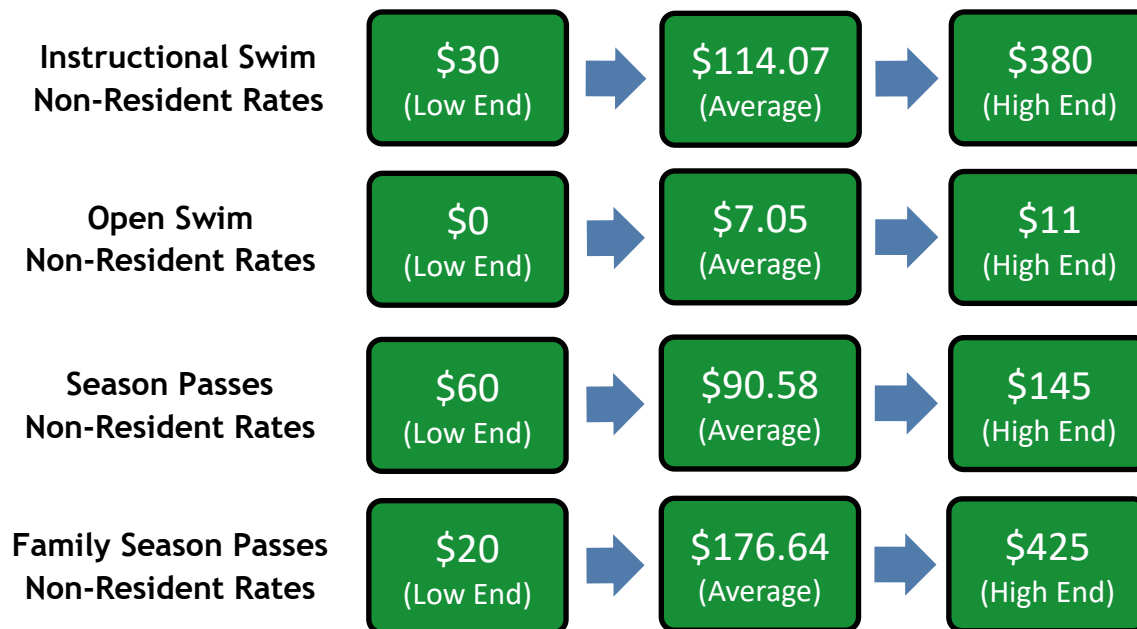 Instructional Swim
Non-Resident Rates
$30
(Low End)
$114.07
(Average)
$380
(High End)
Open Swim
Non-Resident Rates
$0
(Low End)
$7.05
(Average)
$11
(High End)
Season Passes
Non-Resident Rates
$60
(Low End)
$90.58
(Average)
$145
(High End)
Family Season Passes
Non-Resident Rates
$20
(Low End)
$176.64
(Average)
$425
(High End)